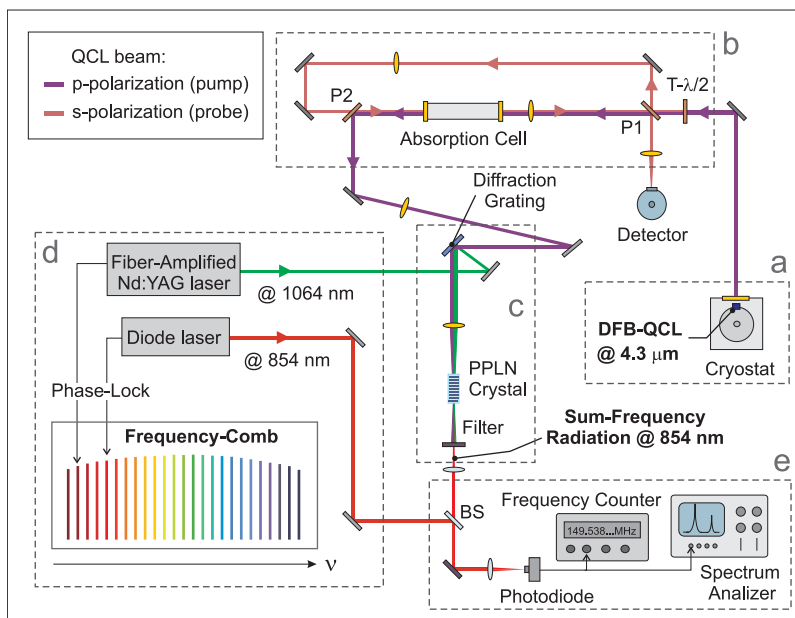 QCL beam:
p-polarization (pump)
s-polarization (probe)
b
P2
T-λ/2
P1
Absorption Cell
Diffraction
Grating
Detector
d
Fiber-Amplified
Nd:YAG laser
@ 1064 nm
c
a
DFB-QCL
@ 4.3 μm
Cryostat
Diode laser
@ 854 nm
Phase-Lock
PPLN
Crystal
Frequency-Comb
Filter
Sum-Frequency
Radiation @ 854 nm
e
BS
Frequency Counter
149.538...MHz
ν
Photodiode
Spectrum
Analizer